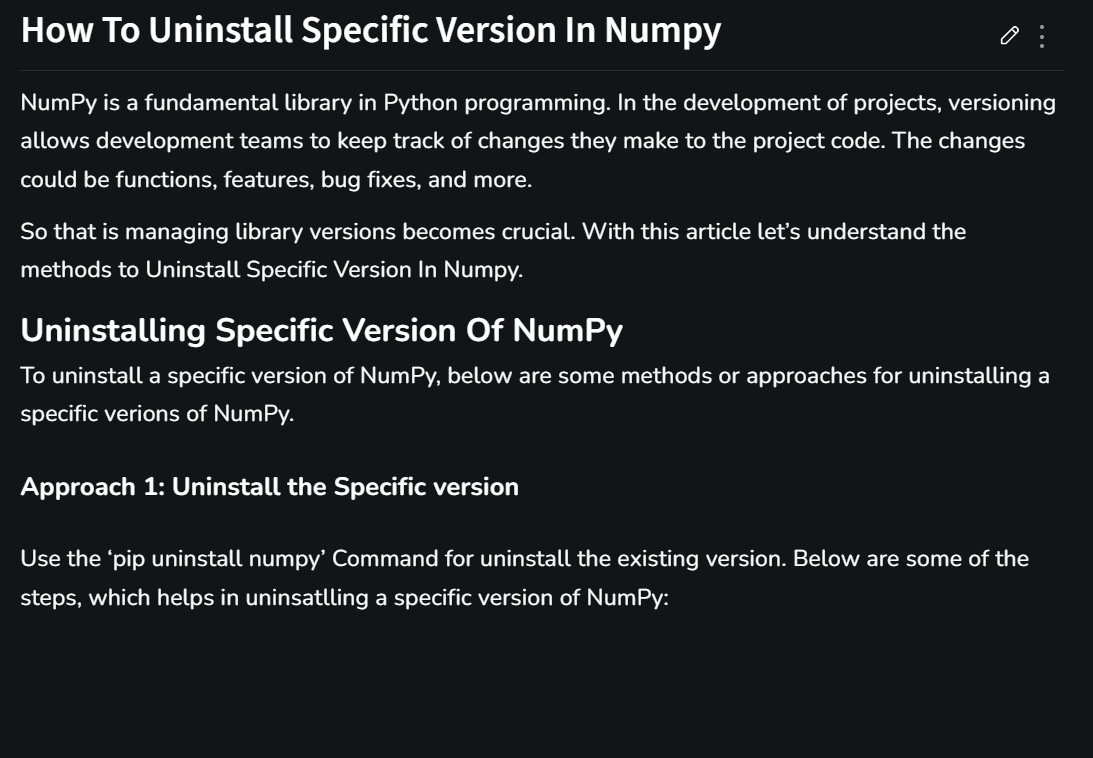 How To Uninstall Specific Version In Numpy
NumPy is a fundamental library in Python programming. In the development of projects, versioning
allows development teams to keep track of changes they make to the project code. The changes
could be functions, features, bug fixes, and more.
So that is managing library versions becomes crucial. With this article let’s understand the
methods to Uninstall Specific Version In Numpy.
Uninstalling Specific Version Of NumPy
To uninstall a specific version of NumPy, below are some methods or approaches for uninstalling a
specific verions of NumPy.
Approach 1: Uninstall the Specific version
Use the ‘pip uninstall numpy’ Command for uninstall the existing version. Below are some of the
steps, which helps in uninsatlling a specific version of NumPy: